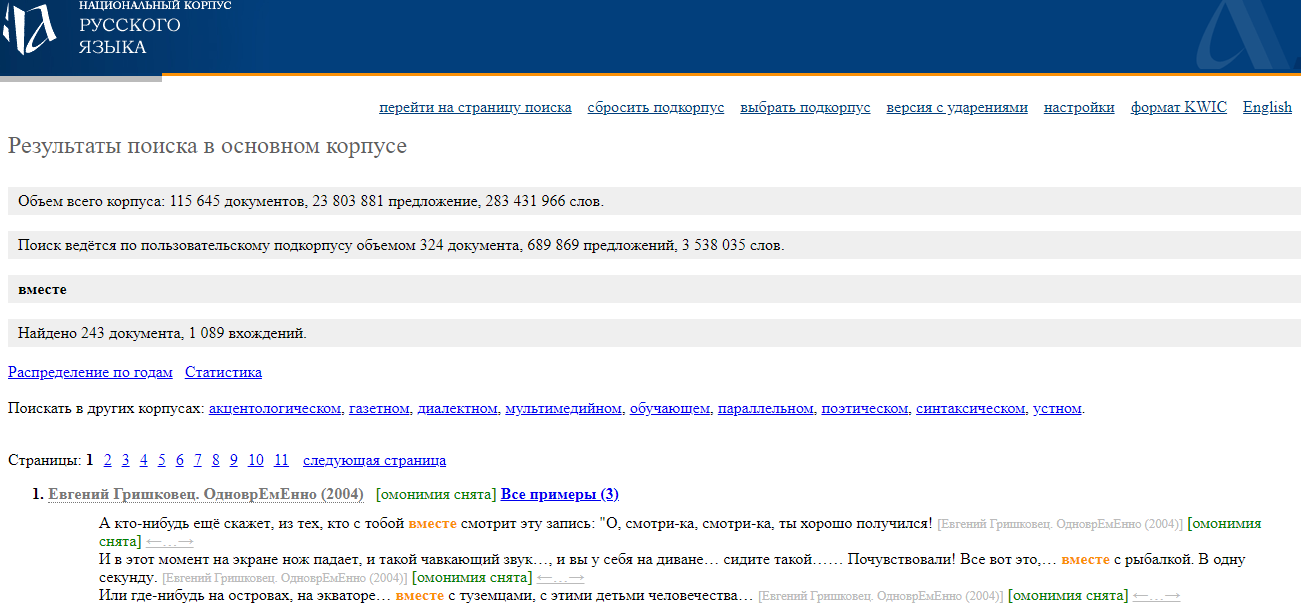 НАЦИОНАЛЬНЫЙ КОРПУС
РУССКОГО
ЯЗЫКА
перейти на страницу поиска сбросить подкорпус выбрать подкорпус версия с ударениями настройки формат KWIC English
Результаты поиска в основном корпусе
Объем всего корпуса: 115 645 документов, 23 803 881 предложение, 283 431 966 слов.
Поиск ведётся по пользовательскому подкорпусу объемом 324 документа, 689 869 предложений, 3 538 035 слов.
вместе
Найдено 243 документа, 1 089 вхождений.
Распределение по годам Статистика
Поискать в других корпусах: акцентологическом, газетном, диалектном, мультимедийном, обучающем, параллельном, поэтическом, синтаксическом, устном.
Страницы: 1 2 3 4 5 6 7 8 9 10 11 следующая страница
1. Евгений Гришковец. ОдноврЕмЕнно (2004) [омонимия снята] Все примеры (3)
А кто-нибудь ещё скажет, из тех, кто с тобой вместе смотрит эту запись: "О, смотри-ка, смотри-ка, ты хорошо получился! [Евгений Гришковец. ОдноврЕмЕнно (2004)] [омонимия
снята] ←…→
И в этот момент на экране нож падает, и такой чавкающий звук…, и вы у себя на диване… сидите такой…… Почувствовали! Все вот это,… вместе с рыбалкой. В одну
секунду. [Евгений Гришковец. ОдноврЕмЕнно (2004)] [омонимия снята] ←…→
Или где-нибудь на островах, на экваторе… вместе с туземцами, с этими детьми человечества… [Евгений Гришковец. ОдноврЕмЕнно (2004)] [омонимия снята] ←…→